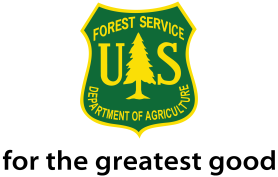 FOREST SERVICE
U S
DEPARTMENT OF AGRICULTURE
for the greatest good